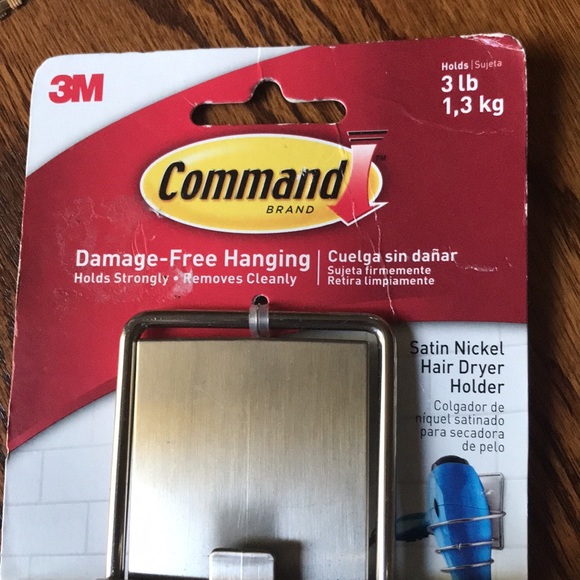 3M
Holds | Sujeta
3 lb
1,3 kg
Command™
BRAND
Damage-Free Hanging
Holds Strongly • Removes Cleanly
Cuelga sin dañar
Sujeta firmemente
Retira limpiamente
Satin Nickel
Hair Dryer
Holder
Colgador de
níquel satinado
para secadora
de pelo